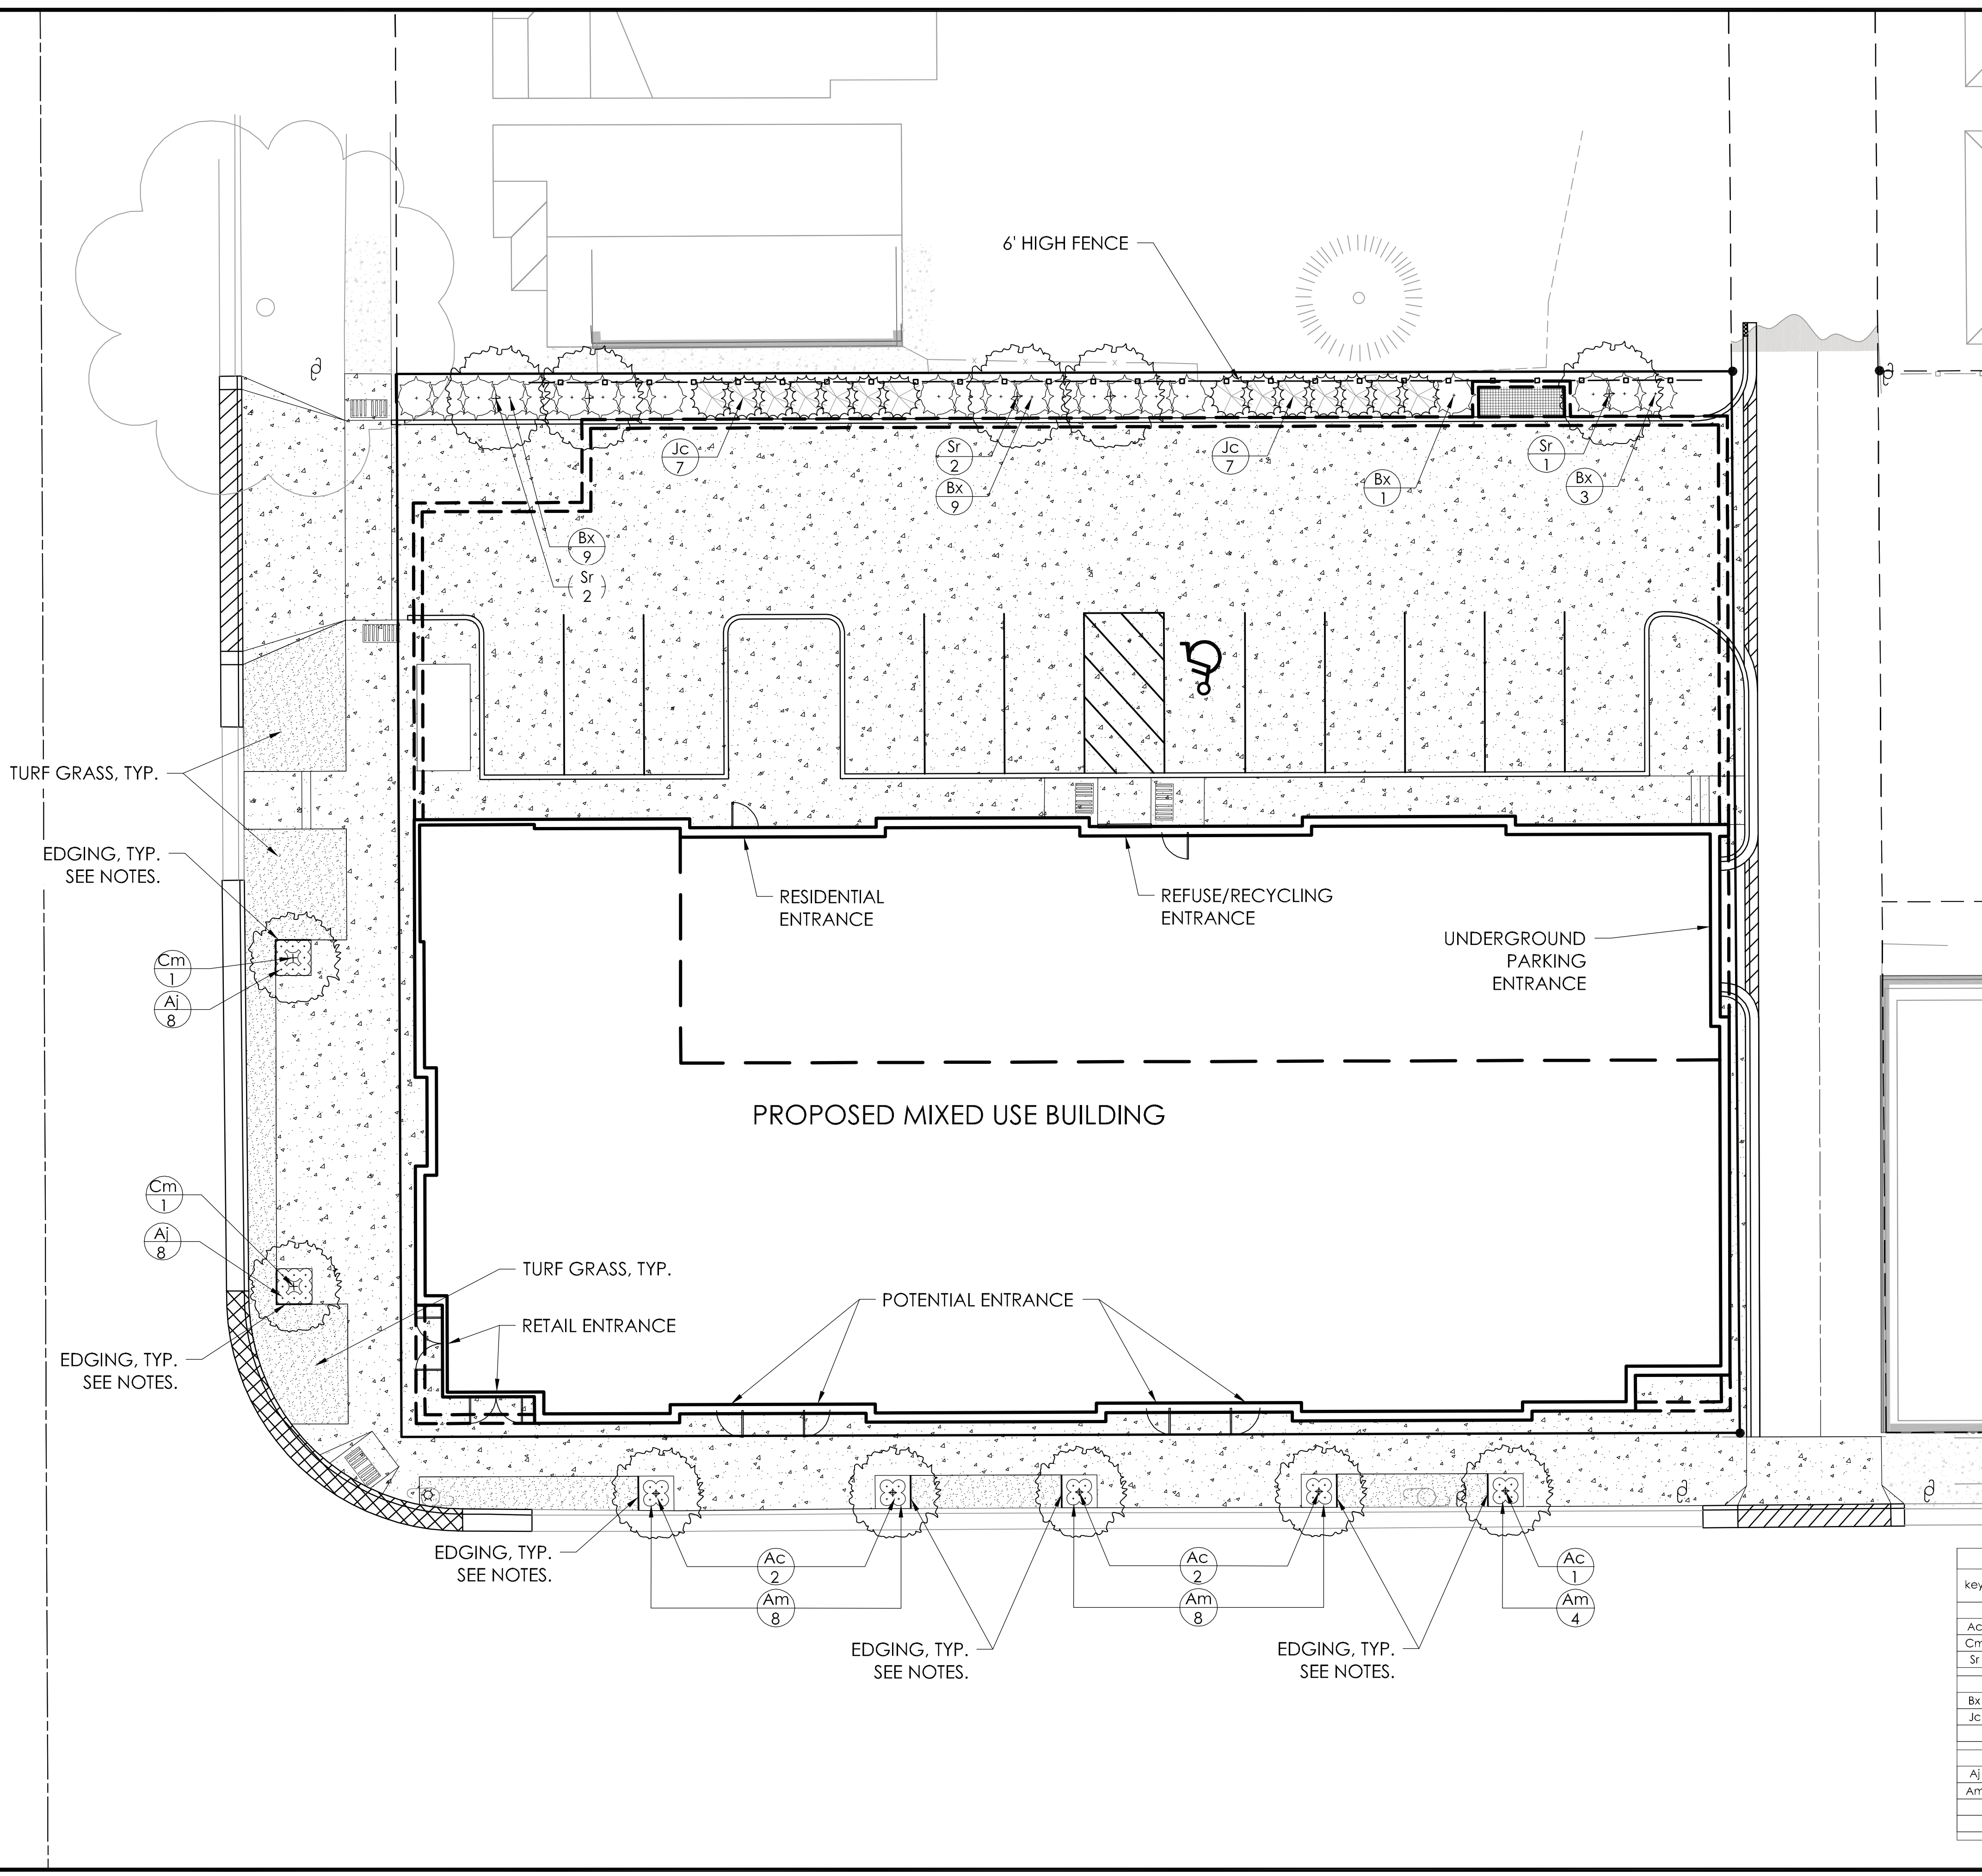 6' HIGH FENCE
Jc
7
Sr
2
Bx
9
Jc
7
Bx
1
Sr
1
Bx
3
Bx
9
Sr
2
TURF GRASS, TYP.
EDGING, TYP.
SEE NOTES.
RESIDENTIAL
ENTRANCE
REFUSE/RECYCLING
ENTRANCE
UNDERGROUND
PARKING
ENTRANCE
Cm
1
Aj
8
PROPOSED MIXED USE BUILDING
Cm
1
Aj
8
TURF GRASS, TYP.
POTENTIAL ENTRANCE
RETAIL ENTRANCE
EDGING, TYP.
SEE NOTES.
EDGING, TYP.
SEE NOTES.
Ac
2
Am
8
Ac
2
Am
8
Ac
1
Am
4
EDGING, TYP.
SEE NOTES.
EDGING, TYP.
SEE NOTES.
key
Ac
Cm
Sr
Bx
Jc
Aj
Am